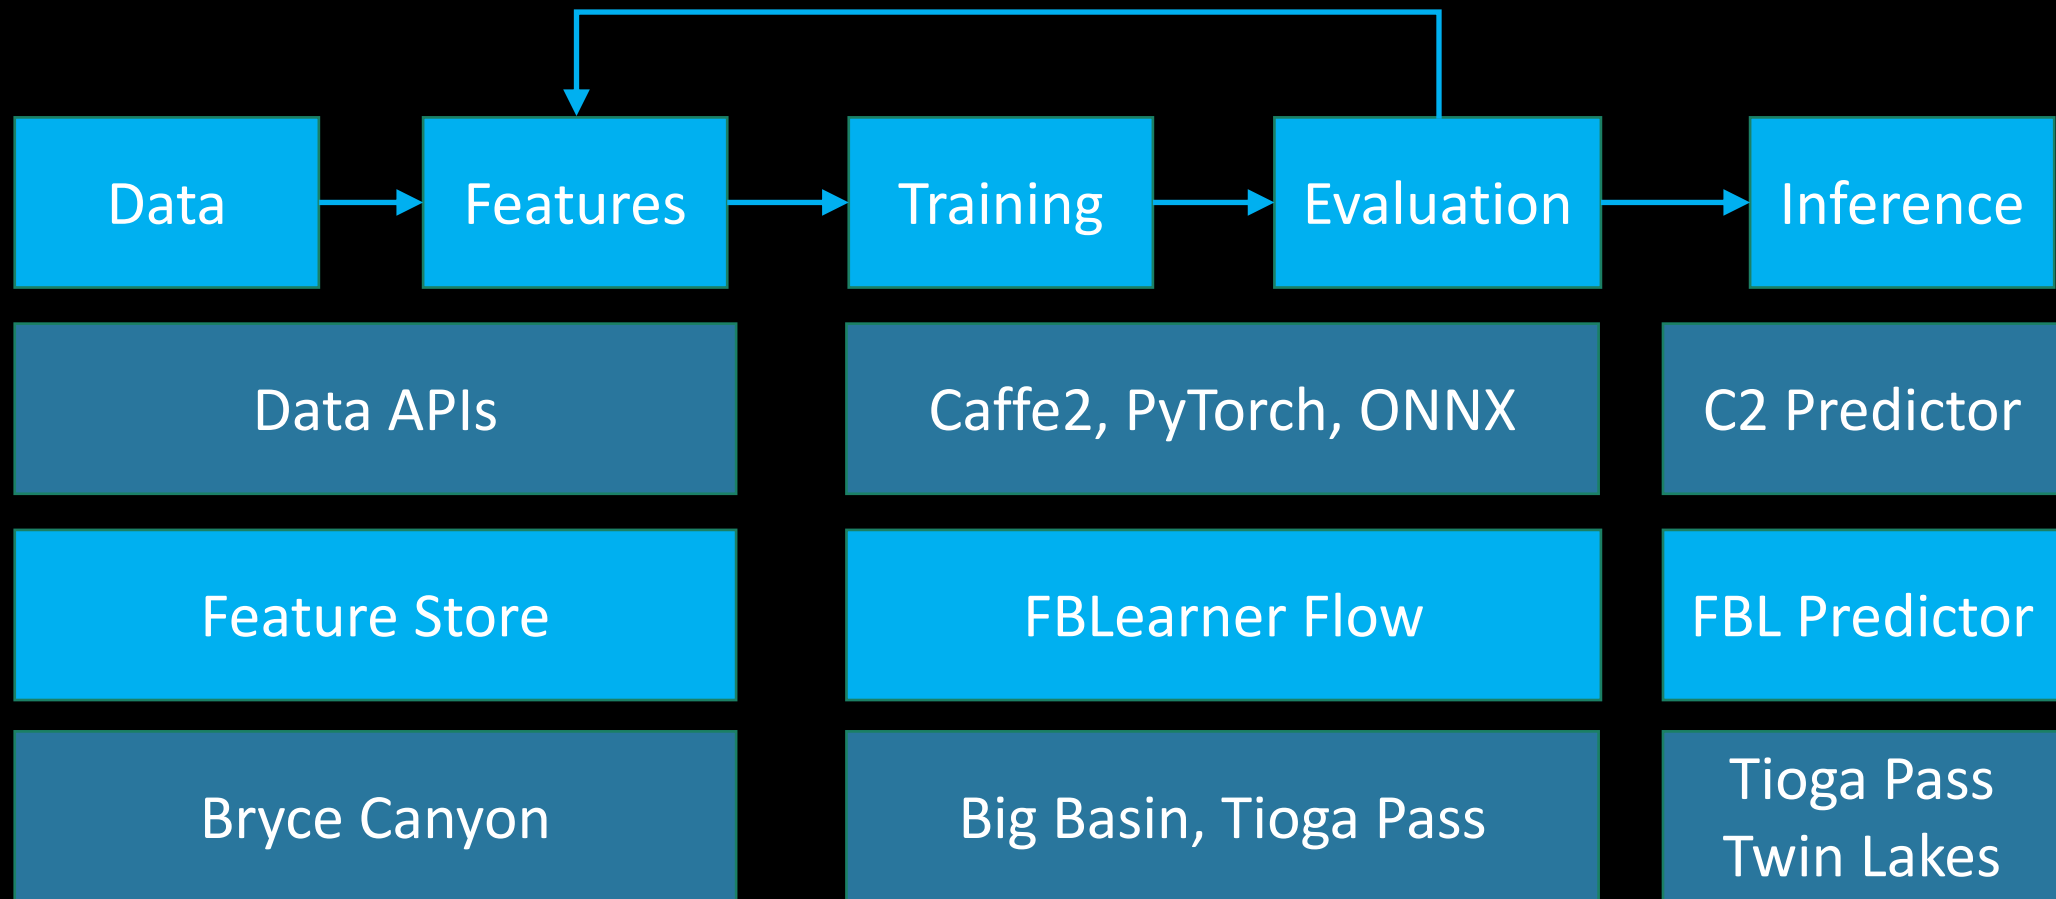 Data
Features
Training
Evaluation
Inference
Data APIs
Caffe2, PyTorch, ONNX
C2 Predictor
Feature Store
FBLearner Flow
FBL Predictor
Bryce Canyon
Big Basin, Tioga Pass
Tioga Pass
Twin Lakes